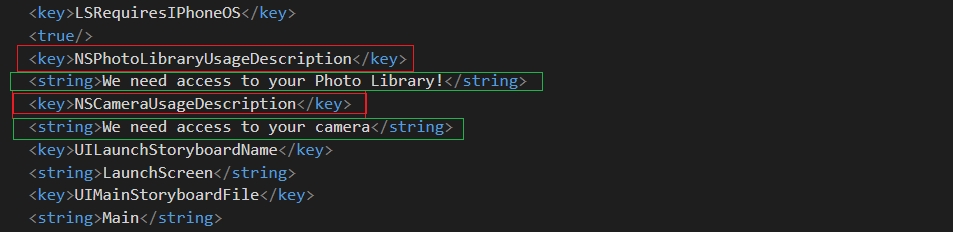 <key>LSRequiresIPhoneOS</key>
<true/>
<key>NSPhotoLibraryUsageDescription</key>
<string>We need access to your Photo Library!</string>
<key>NSCameraUsageDescription</key>
<string>We need access to your camera</string>
<key>UILaunchStoryboardName</key>
<string>LaunchScreen</string>
<key>UIMainStoryboardFile</key>
<string>Main</string>